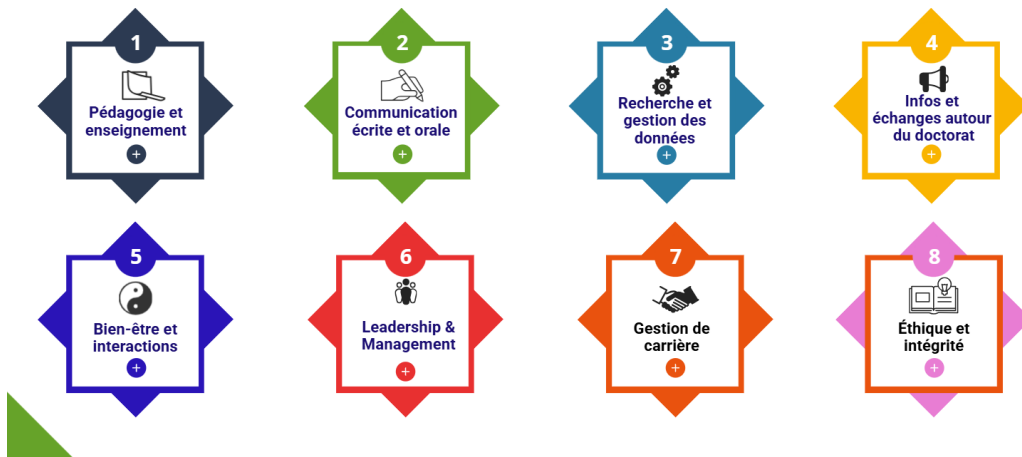 1
Pédagogie et
enseignement
+
2
Communication
écrite et orale
+
3
Recherche et
gestion des
données
+
4
Infos et
échanges autour
du doctorat
+
5
Bien-être et
interactions
+
6
Leadership &
Management
+
7
Gestion de
carrière
+
8
Éthique et
intégrité
+